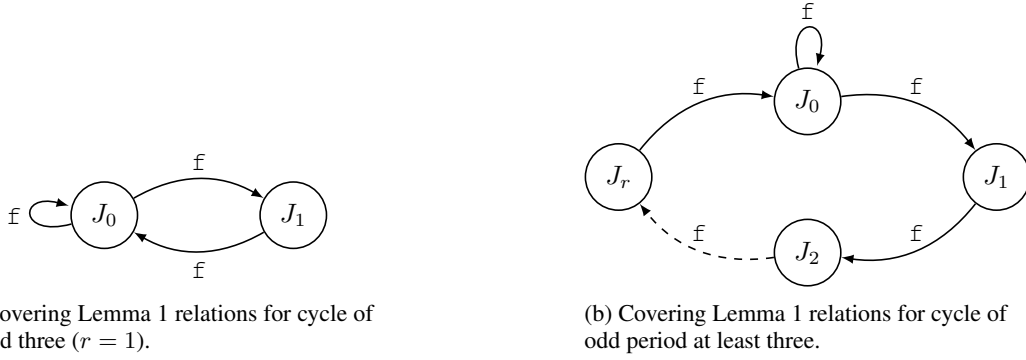 f
f
f
J₀
J₁
f
overing Lemma 1 relations for cycle of
d three (r = 1).
f
f
J₀
f
Jᵣ
J₁
f
f
J₂
(b) Covering Lemma 1 relations for cycle of
odd period at least three.